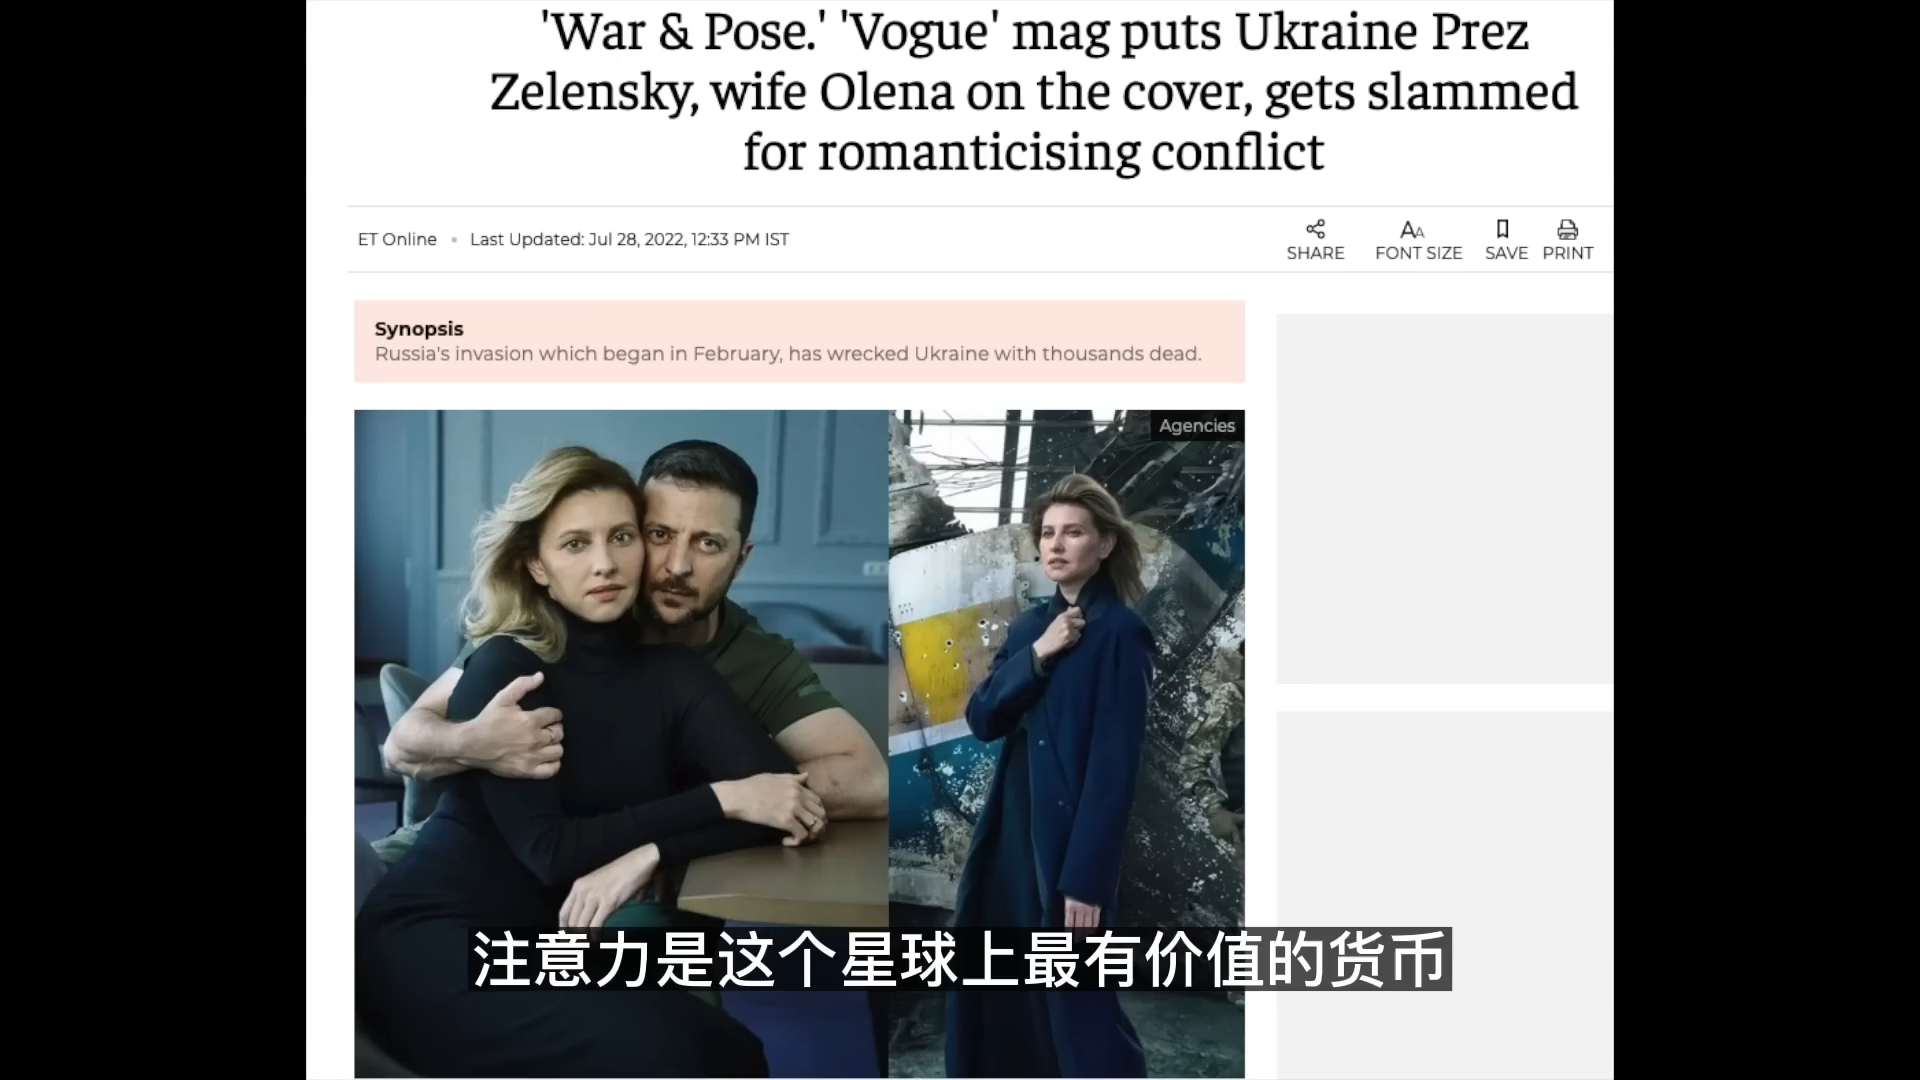 'War & Pose.' 'Vogue' mag puts Ukraine Prez
Zelensky, wife Olena on the cover, gets slammed
for romanticising conflict
ET Online • Last Updated: Jul 28, 2022, 12:33 PM IST
SHARE
FONT SIZE
SAVE
PRINT
Synopsis
Russia's invasion which began in February, has wrecked Ukraine with thousands dead.
Agencies
注意力是这个星球上最有价值的货币